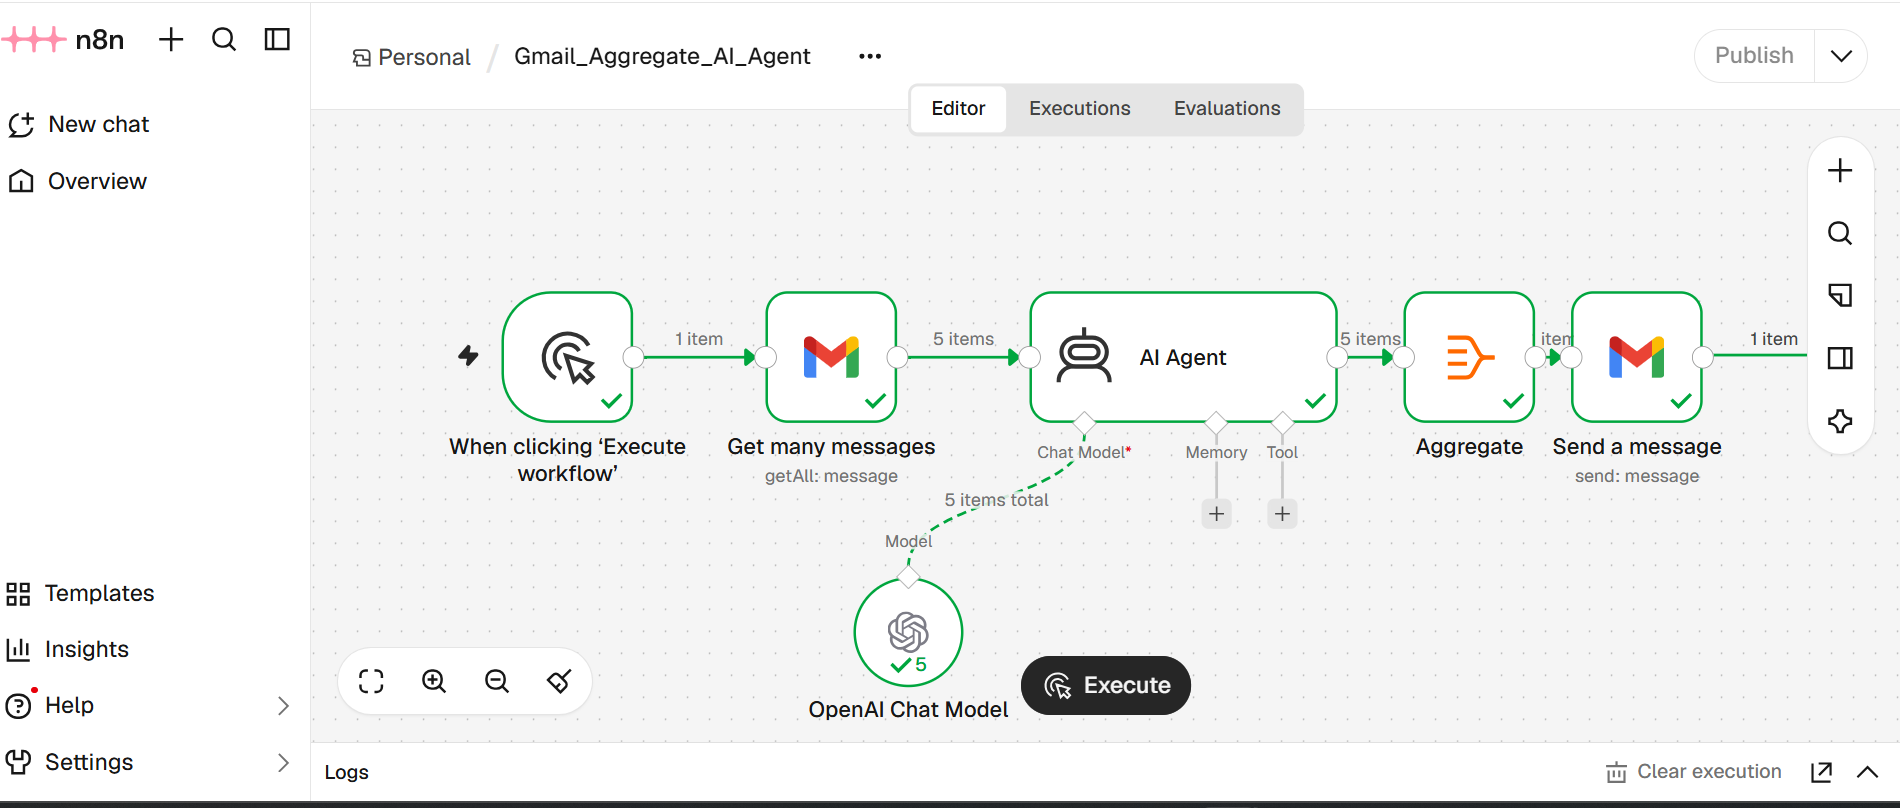 n8n
Personal / Gmail_Aggregate_AI_Agent
Publish
Editor Executions Evaluations
New chat
Overview
1 item
5 items
AI Agent
5 items
item
1 item
When clicking ‘Execute
workflow’
Get many messages
getAll: message
Chat Model*
Memory
Tool
Aggregate
Send a message
send: message
5 items total
Model
5
OpenAI Chat Model
Execute
Templates
Insights
Help
Settings
Logs
Clear execution